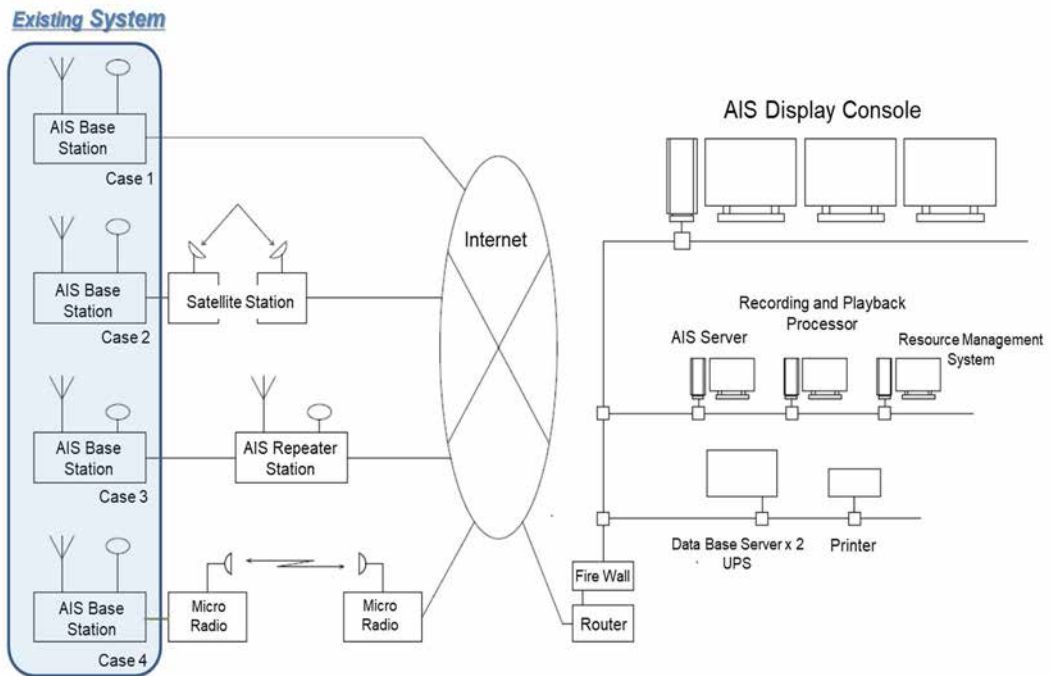 Existing System
AIS Base
Station
Case 1
AIS Base
Station
Case 2
Satellite Station
AIS Base
Station
Case 3
AIS Repeater
Station
AIS Base
Station
Case 4
Micro
Radio
Micro
Radio
Internet
AIS Display Console
Recording and Playback
Processor
AIS Server
Resource Management
System
Data Base Server x 2
UPS
Printer
Fire Wall
Router